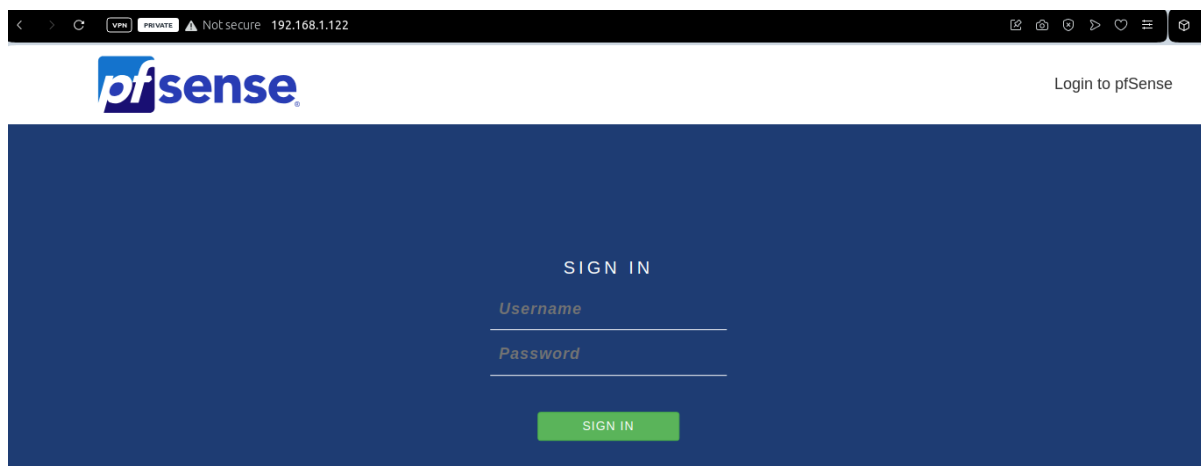 VPN PRIVATE Not secure 192.168.1.122
pfsense®
Login to pfSense
SIGN IN
Username
Password
SIGN IN